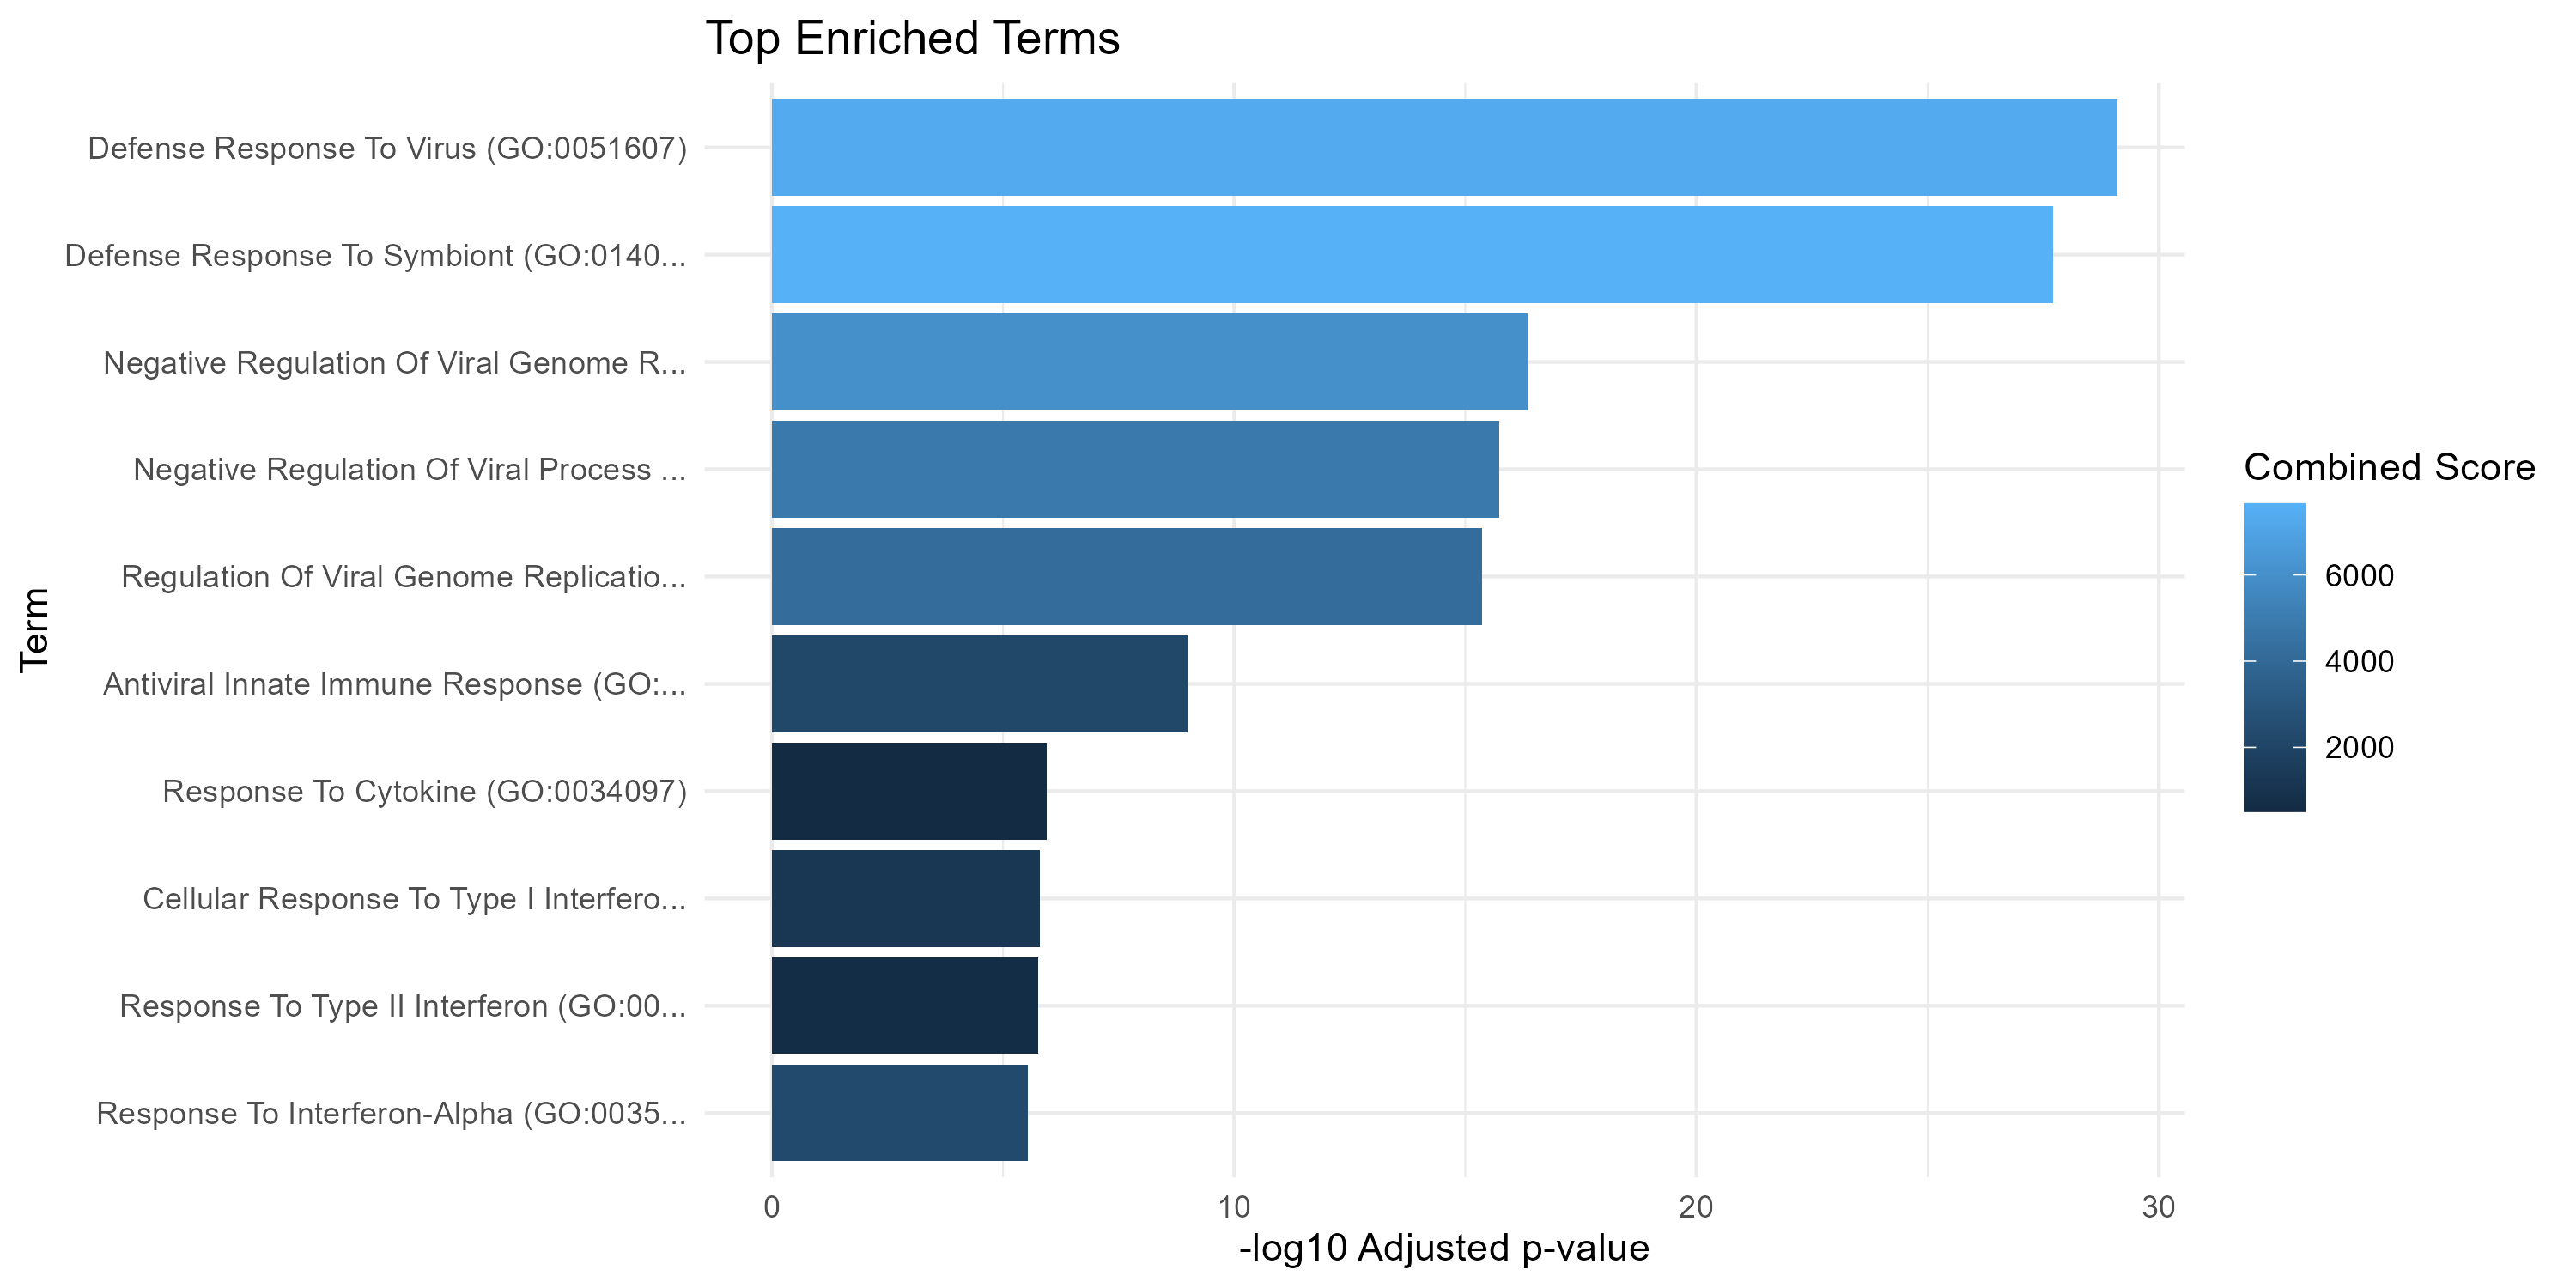 Top Enriched Terms
Defense Response To Virus (GO:0051607)
Defense Response To Symbiont (GO:0140...
Negative Regulation Of Viral Genome R...
Negative Regulation Of Viral Process ...
Regulation Of Viral Genome Replicatio...
Antiviral Innate Immune Response (GO:...
Response To Cytokine (GO:0034097)
Cellular Response To Type I Interfero...
Response To Type II Interferon (GO:00...
Response To Interferon-Alpha (GO:0035...
Term
0 10 20 30
-log10 Adjusted p-value
Combined Score
6000
4000
2000